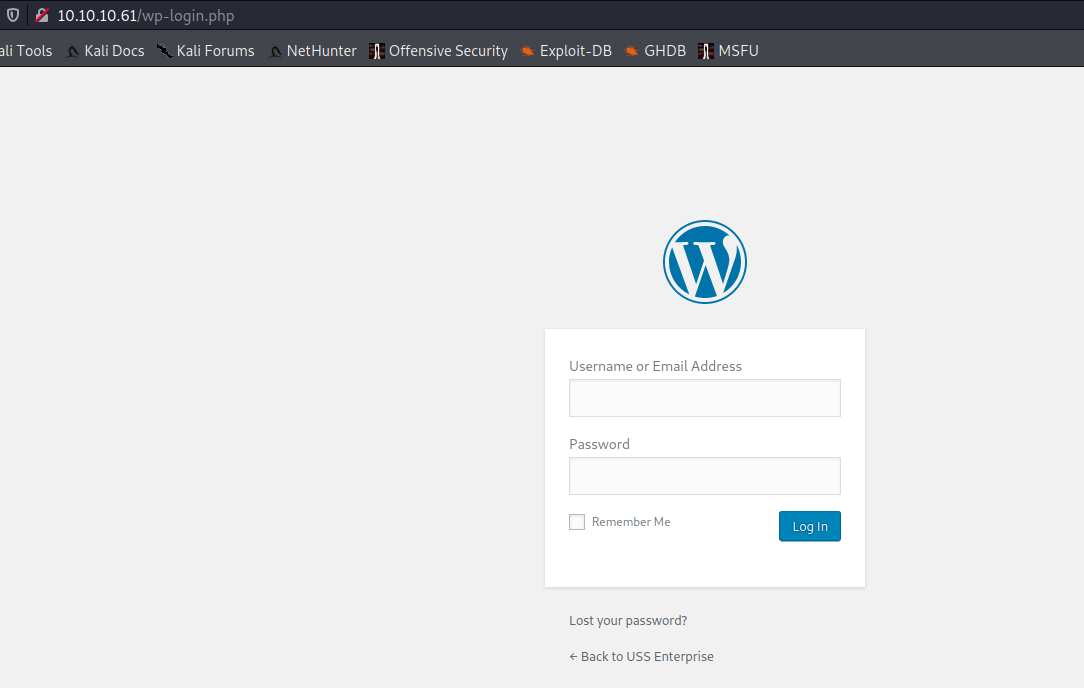 10.10.10.61/wp-login.php
ali Tools Kali Docs Kali Forums NetHunter Offensive Security Exploit-DB GHDB MSFU
Username or Email Address
Password
Remember Me Log In
Lost your password?
← Back to USS Enterprise